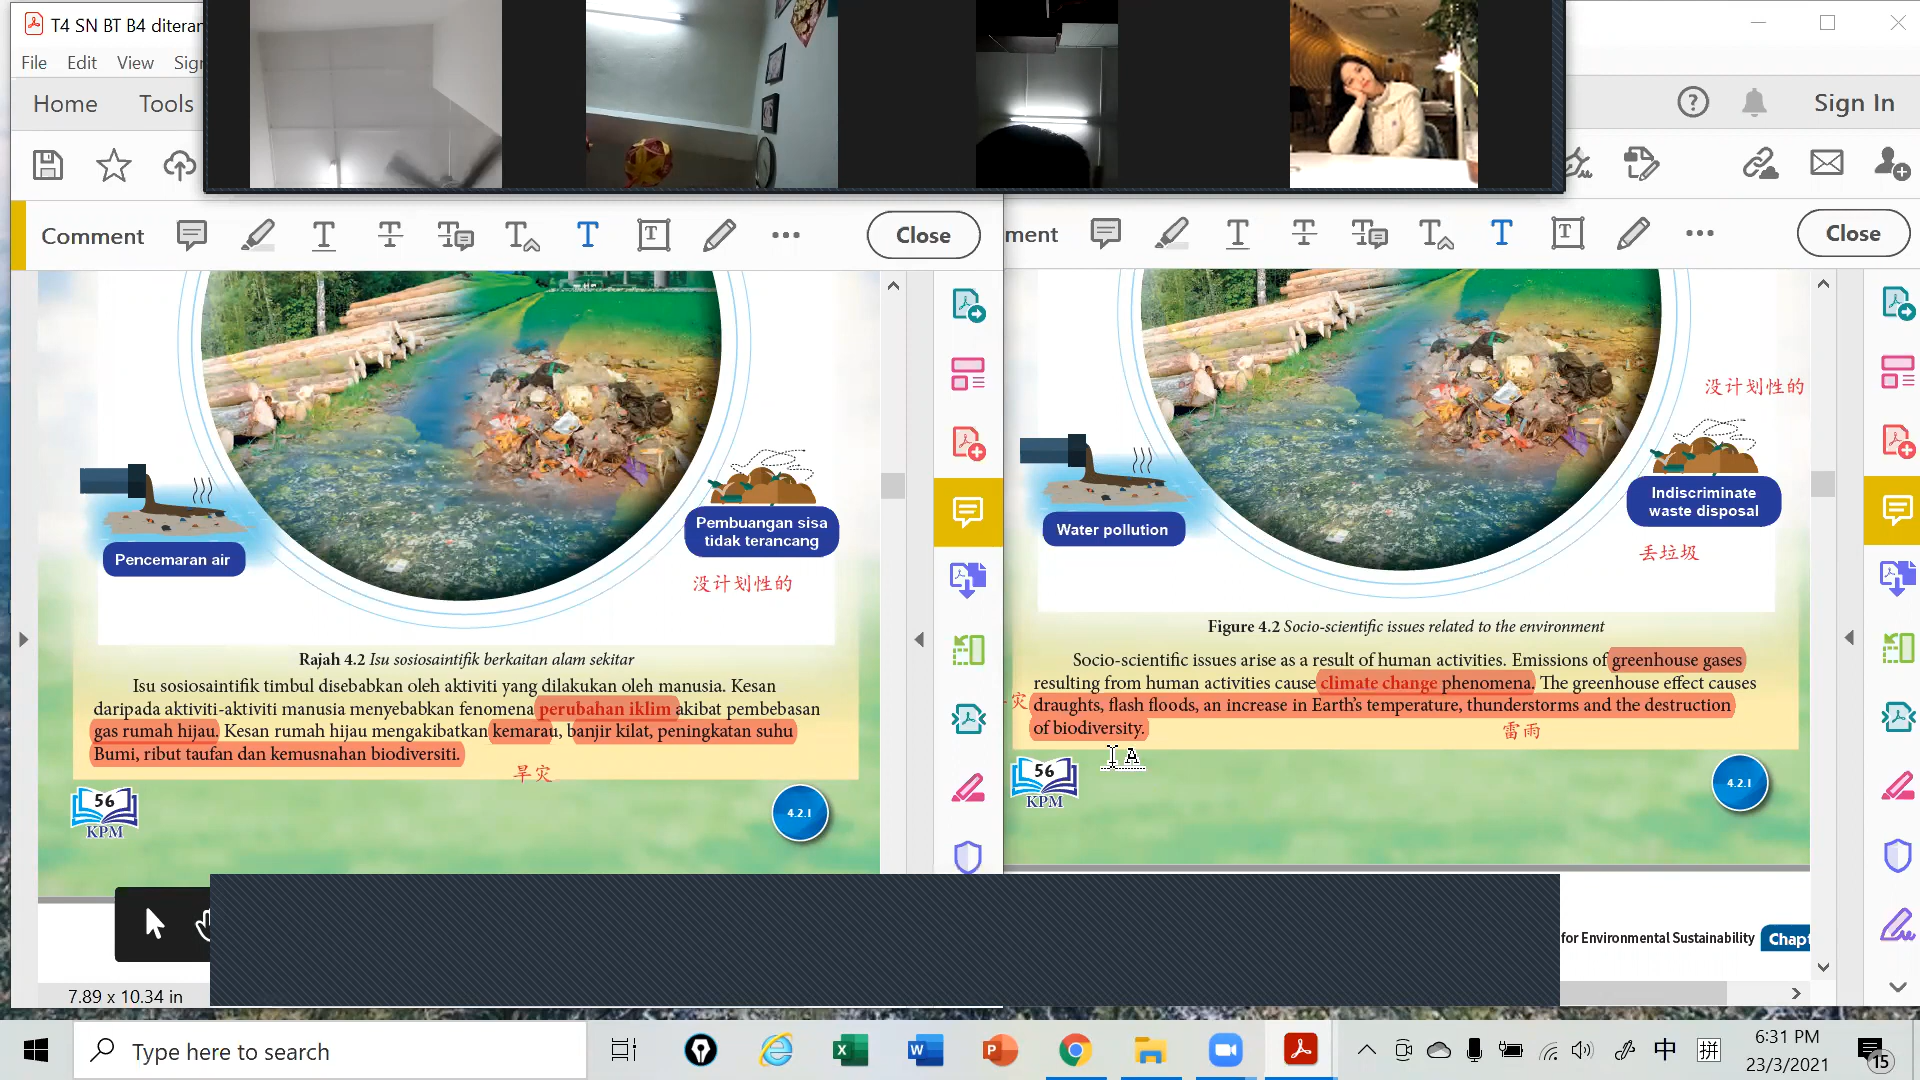 T4 SN BT B4 diteran
File Edit View Sign
Home Tools
Sign In
Comment
Close
ment
Close
Pencemaran air
Pembuangan sisa
tidak terancang
没计划性的
Rajah 4.2 Isu sosiosaintifik berkaitan alam sekitar
Isu sosiosaintifik timbul disebabkan oleh aktiviti yang dilakukan oleh manusia. Kesan
daripada aktiviti-aktiviti manusia menyebabkan fenomena perubahan iklim akibat pembebasan
gas rumah hijau. Kesan rumah hijau mengakibatkan kemarau, banjir kilat, peningkatan suhu
Bumi, ribut taufan dan kemusnahan biodiversiti.
旱灾
56
KPM
4.2.1
7.89 x 10.34 in
没计划性的
Water pollution
Indiscriminate
waste disposal
丢垃圾
Figure 4.2 Socio-scientific issues related to the environment
Socio-scientific issues arise as a result of human activities. Emissions of greenhouse gases
resulting from human activities cause climate change phenomena. The greenhouse effect causes
灾
draughts, flash floods, an increase in Earth's temperature, thunderstorms and the destruction
of biodiversity.
雷雨
56
KPM
4.2.1
for Environmental Sustainability Chapt
Type here to search
中
拼
6:31 PM
23/3/2021
15